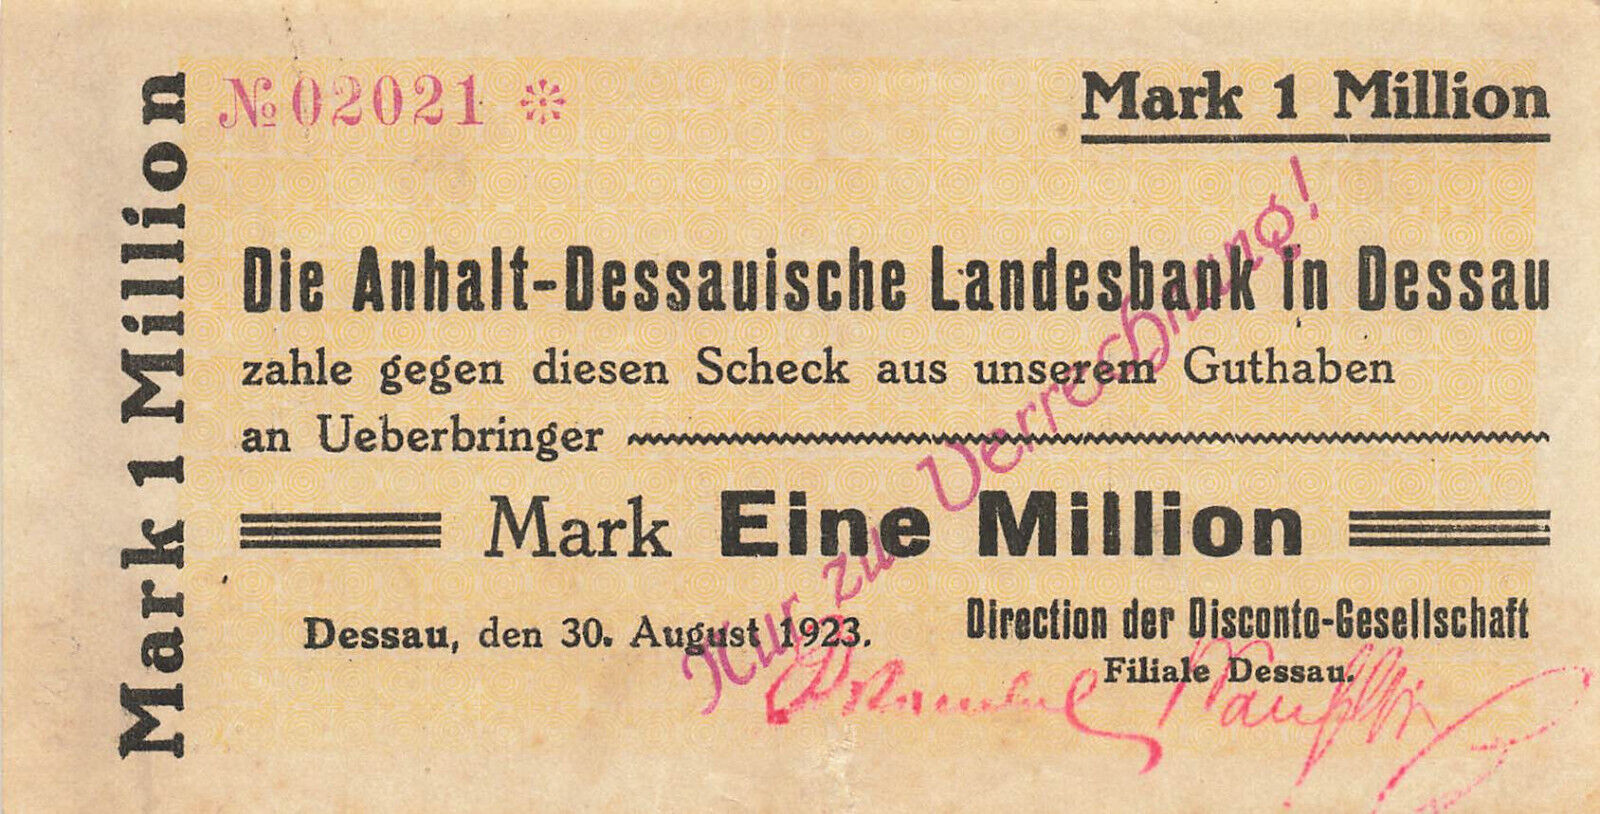 Mark 1 Million
№ 02021 *
Mark 1 Million
Die Anhalt-Dessauische Landesbank in Dessau
zahle gegen diesen Scheck aus unserem Guthaben
an Ueberbringer
Mark Eine Million
Dessau, den 30. August 1923.
Direction der Disconto-Gesellschaft
Filiale Dessau.
Nur zu Verrechnung!